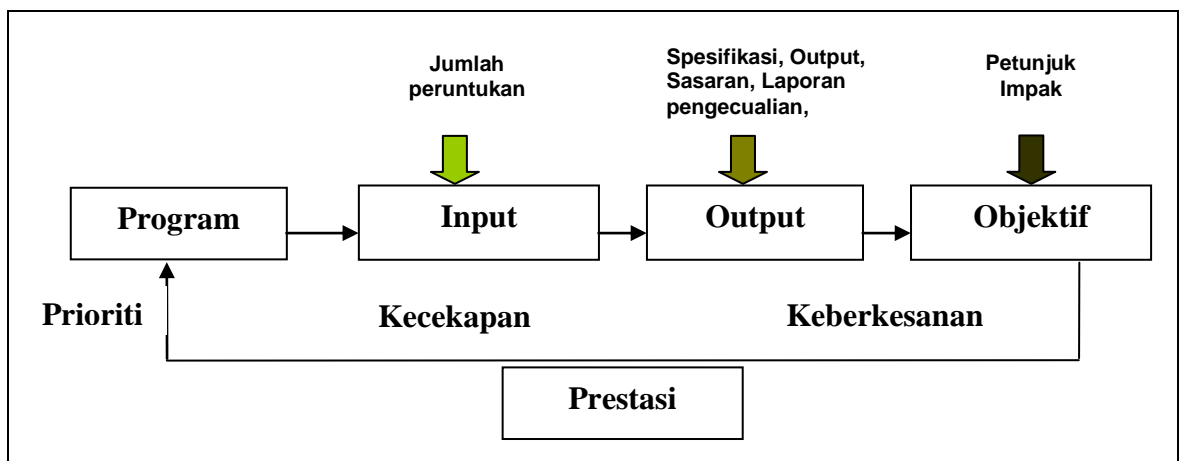 Jumlah
peruntukan
Spesifikasi, Output,
Sasaran, Laporan
pengecualian,
Petunjuk
Impak
Program
Input
Output
Objektif
Prioriti
Kecekapan
Keberkesanan
Prestasi